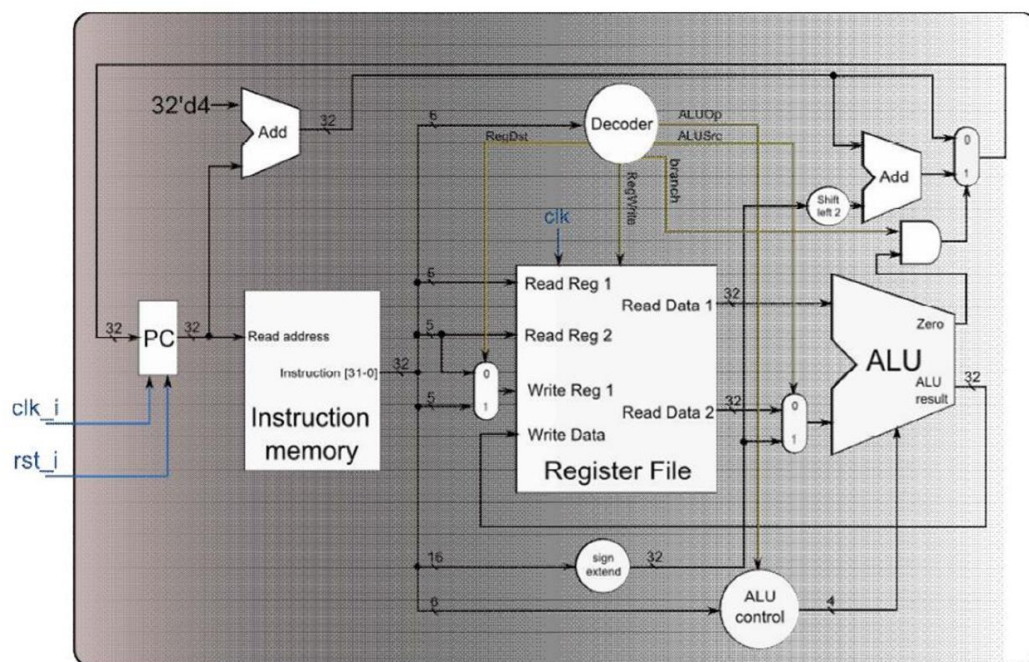 32'd4
Add
32
6
Decoder
ALUOp
ALUSrc
RegDst
RegWrite
branch
0
1
Add
Shift
left 2
clk
32
PC
32
Read address
Instruction [31-0]
32
Instruction
memory
5
5
5
0
1
Read Reg 1
Read Reg 2
Write Reg 1
Write Data
Read Data 1
Read Data 2
Register File
32
32
0
1
Zero
ALU
ALU
result
32
clk_i
rst_i
16
sign
extend
32
6
ALU
control
4